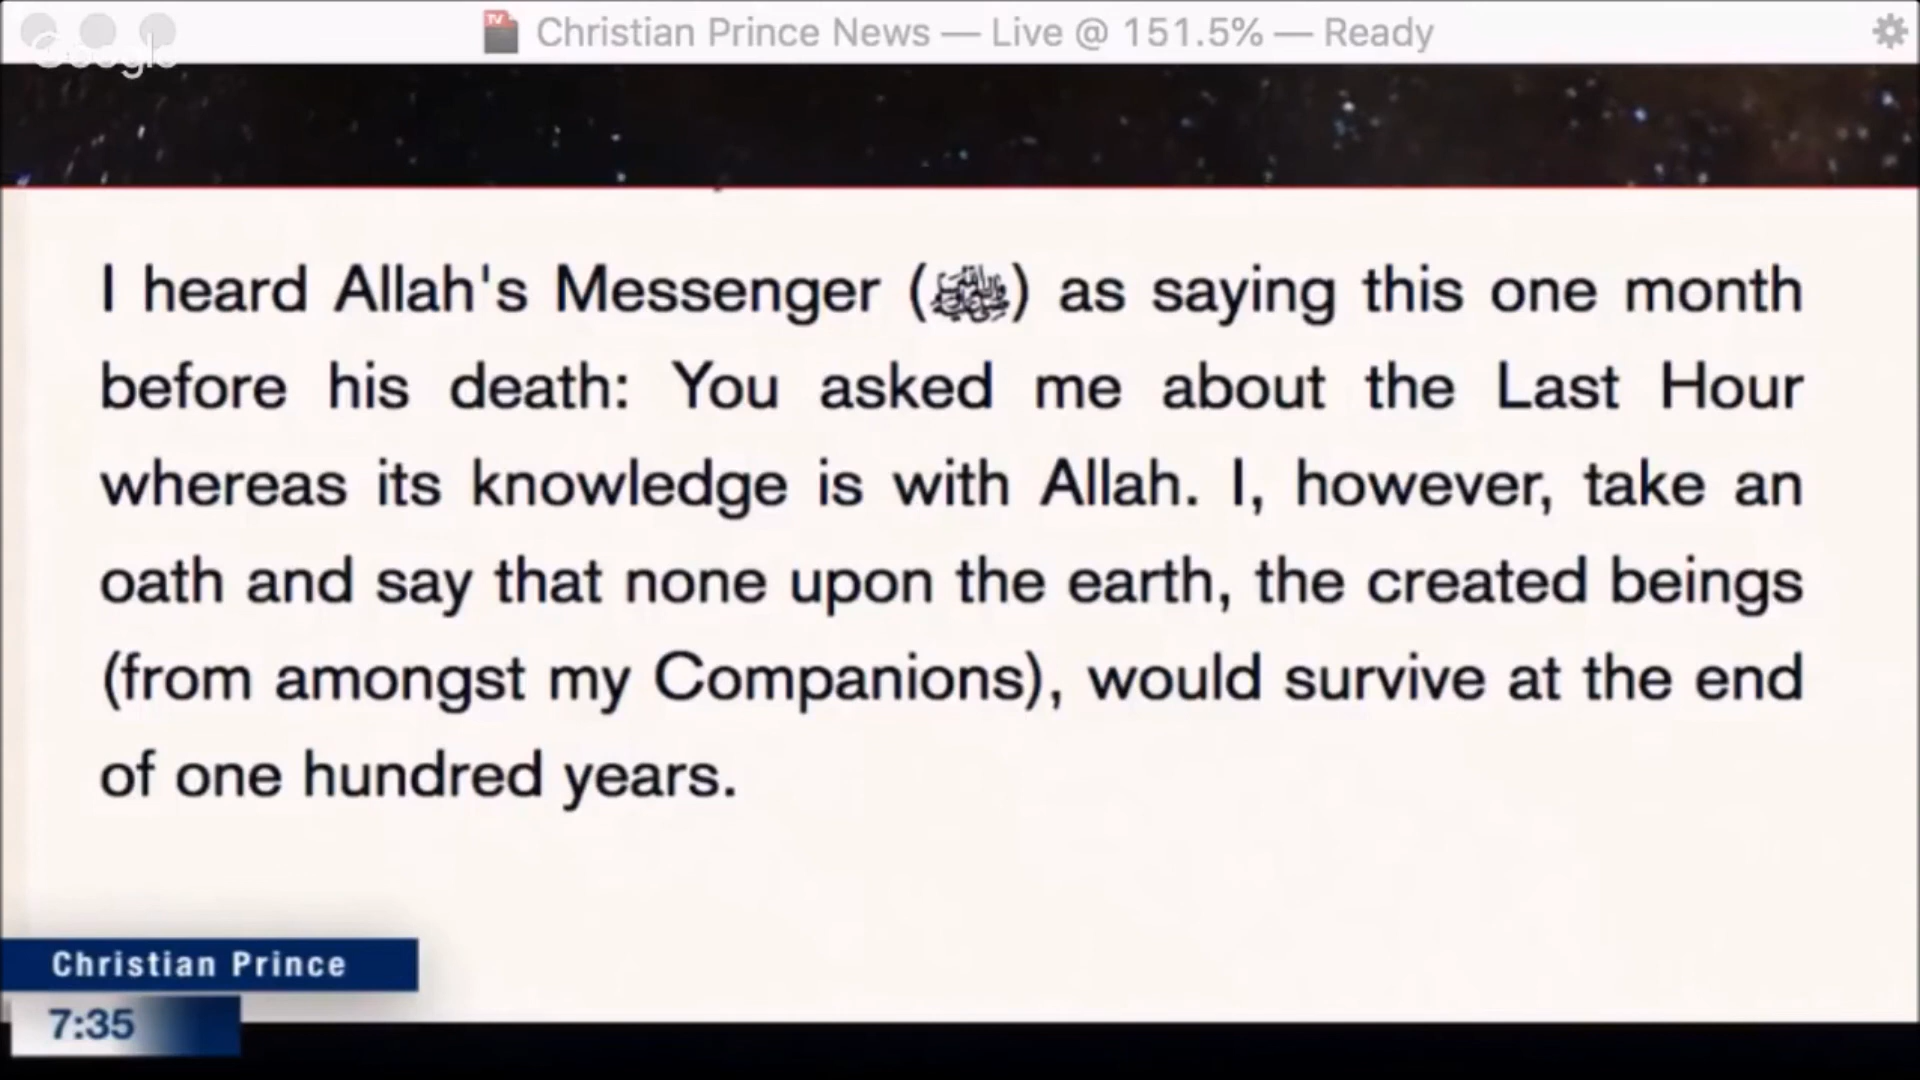 Google
TV
Christian Prince News — Live @ 151.5% — Ready
I heard Allah's Messenger (ﷺ) as saying this one month
before his death: You asked me about the Last Hour
whereas its knowledge is with Allah. I, however, take an
oath and say that none upon the earth, the created beings
(from amongst my Companions), would survive at the end
of one hundred years.
Christian Prince
7:35